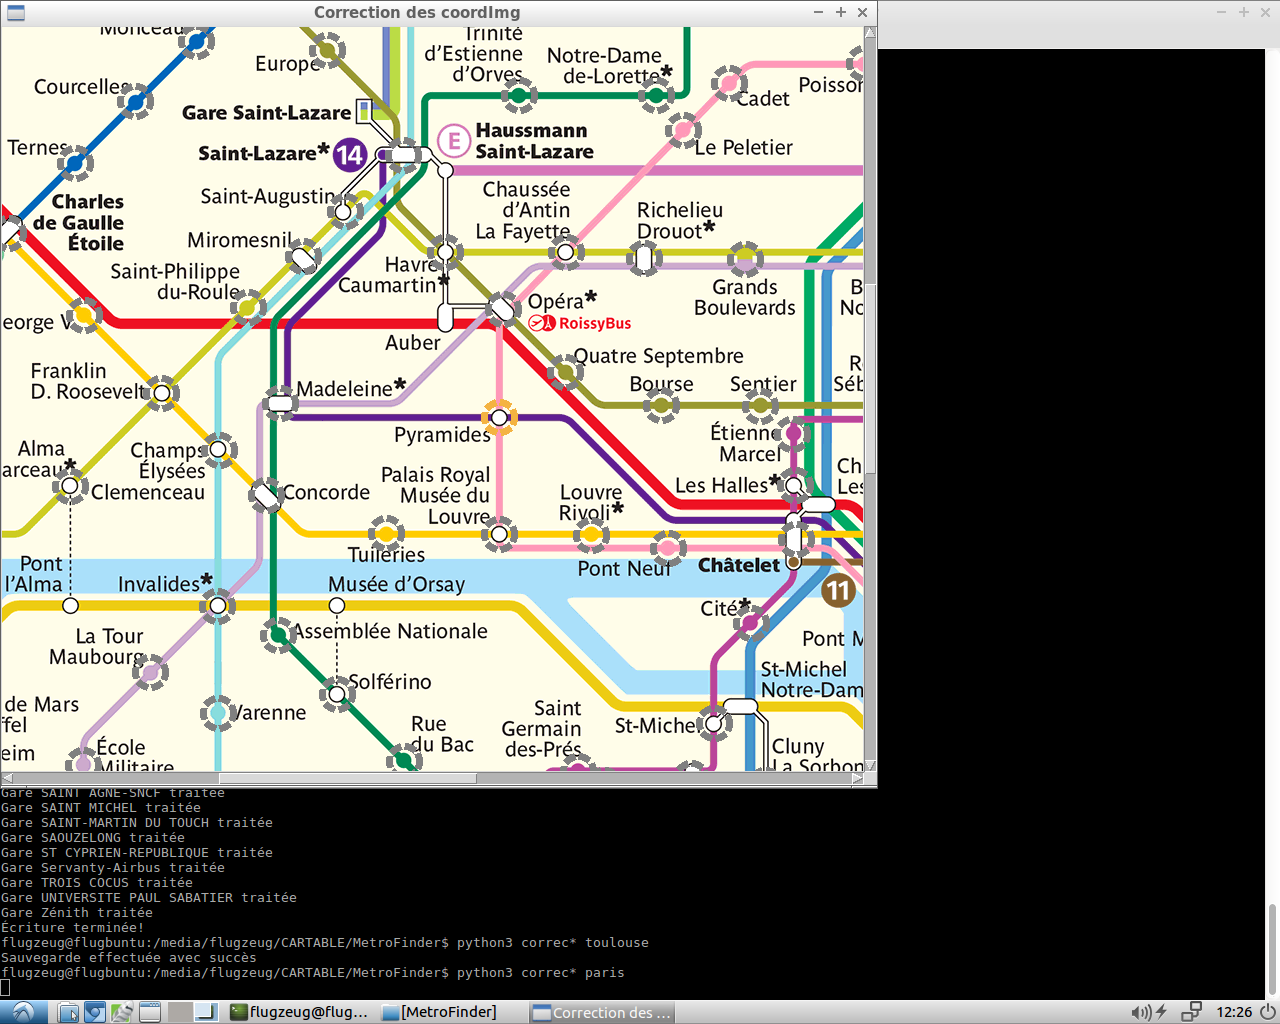 Correction des coordImg
Monceau
Courcelles
Ternes
Charles
de Gaulle
Étoile
Europe
Gare Saint-Lazare
Saint-Lazare* 14
Saint-Augustin
Miromesnil
Saint-Philippe
du-Roule
eorge V
Franklin
D. Roosevelt
Alma
arceau*
Trinité
d'Estienne
d'Orves
Notre-Dame
de-Lorette*
Cadet
Poisson
Le Peletier
E Haussmann
Saint-Lazare
Chaussée
d'Antin
La Fayette
Richelieu
Drouot*
Havre
Caumartin*
Opéra*
RoissyBus
Auber
Grands
Boulevards
B
No
Quatre Septembre
Bourse
Sentier
Ré
Séb
Madeleine*
Pyramides
Étienne
Marcel
Champs
Élysées
Clemenceau
Concorde
Palais Royal
Musée du
Louvre
Louvre
Rivoli*
Les Halles*
Ch
Les
Tuileries
Pont Neuf
Châtelet
11
Pont
l'Alma
Invalides*
Musée d'Orsay
Cité*
La Tour
Maubourg
Assemblée Nationale
Pont M
St-Michel
Notre-Dam
Solférino
de Mars
ffel
eim
Varenne
Rue
du Bac
Saint
Germain
des-Prés
St-Michel
École
Militaire
Cluny
La Sorbon
Gare SAINT AGNE-SNCF traitée
Gare SAINT MICHEL traitée
Gare SAINT-MARTIN DU TOUCH traitée
Gare SAOUZELONG traitée
Gare ST CYPRIEN-REPUBLIQUE traitée
Gare Servanty-Airbus traitée
Gare TROIS COCUS traitée
Gare UNIVERSITE PAUL SABATIER traitée
Gare Zénith traitée
Écriture terminée!
flugzeug@flugbuntu:/media/flugzeug/CARTABLE/MetroFinder$ python3 correc* toulouse
Sauvegarde effectuée avec succès
flugzeug@flugbuntu:/media/flugzeug/CARTABLE/MetroFinder$ python3 correc* paris
flugzeug@flug...
[MetroFinder]
Correction des ...
12:26